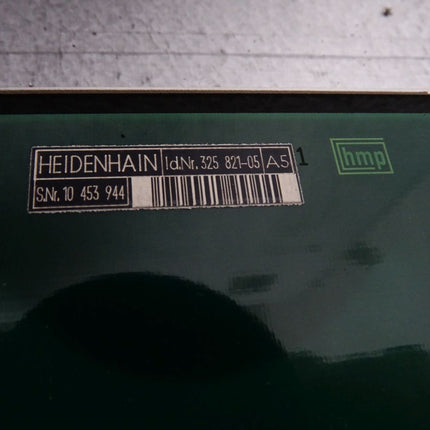 HEIDENHAIN Id.Nr. 325 821-05 A5 1
S.Nr. 10 453 944
hmp